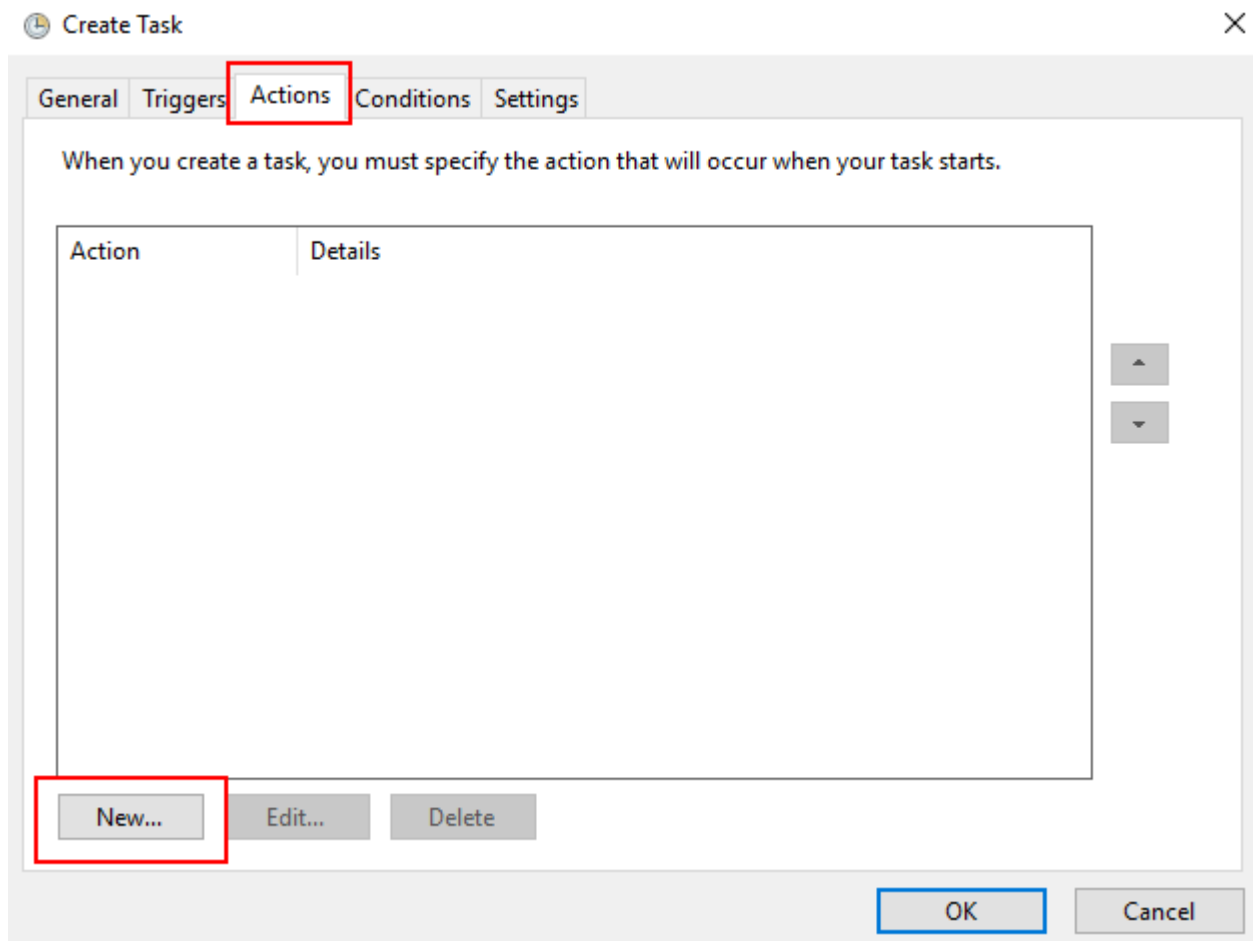 Create Task
General Triggers Actions Conditions Settings
When you create a task, you must specify the action that will occur when your task starts.
Action Details
New... Edit... Delete
OK Cancel